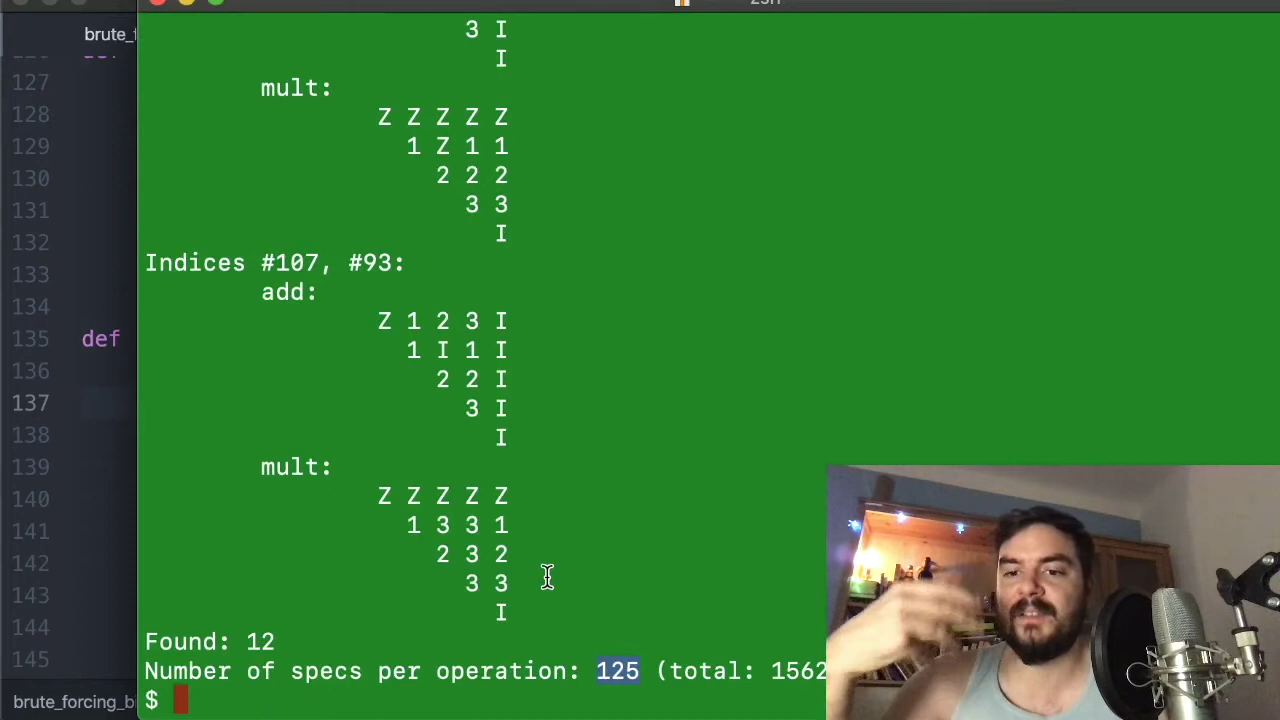 brute_f
127
def
128
129
130
131
132
133
134
135
136
137
138
139
140
141
142
143
144
145
brute_forcing_bi
3 I
I
mult:
Z Z Z Z Z
1 Z 1 1
2 2 2
3 3
I
Indices #107, #93:
add:
Z 1 2 3 I
1 I 1 I
2 2 I
3 I
I
mult:
Z Z Z Z Z
1 3 3 1
2 3 2
3 3
I
Found: 12
Number of specs per operation: 125 (total: 1562
$